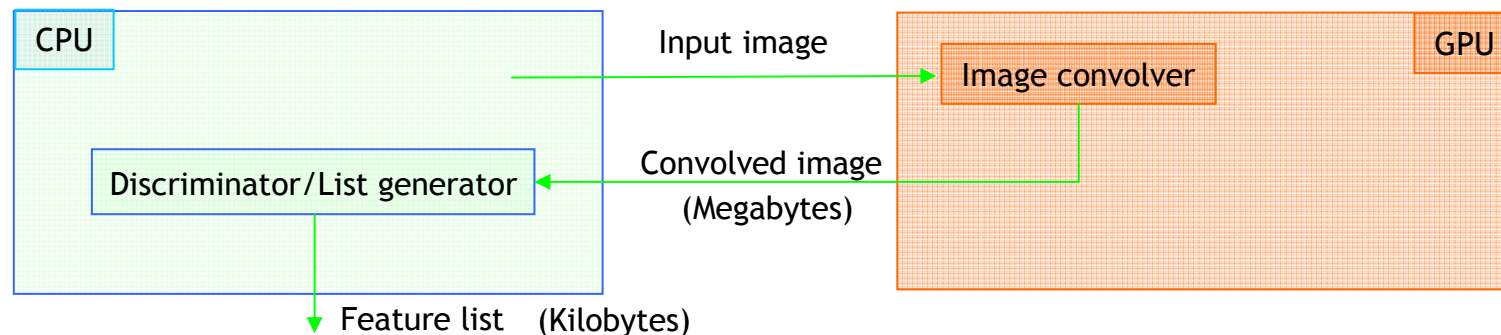 CPU
Input image
GPU
Image convolver
Convolved image
(Megabytes)
Discriminator/List generator
Feature list (Kilobytes)